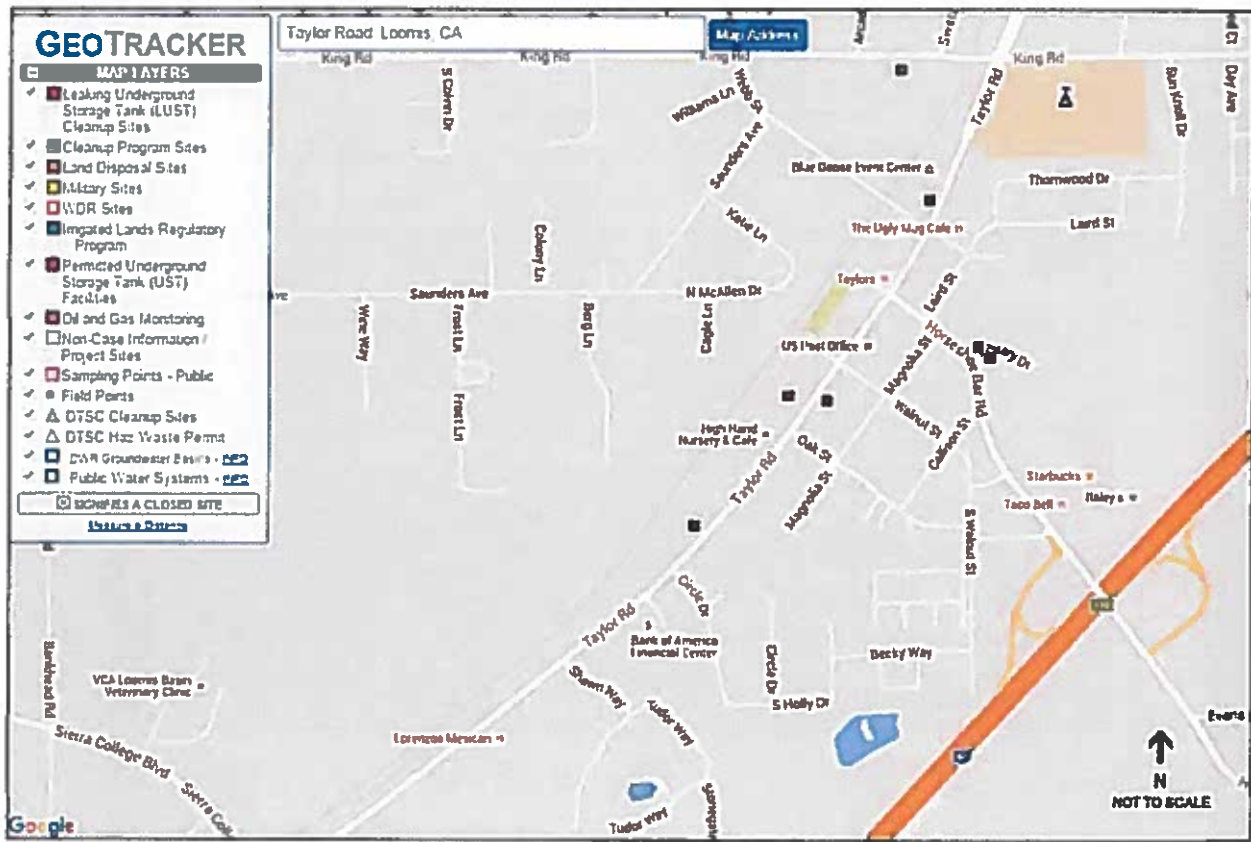 GEOTRACKER
MAP LAYERS
Leaking Underground
Storage Tank (LUST)
Cleanup Sites
Cleanup Program Sites
Land Disposal Sites
Military Sites
WDR Sites
Irrigated Lands Regulatory
Program
Permitted Underground
Storage Tank (UST)
Facilities
Oil and Gas Monitoring
Non-Case Information /
Project Sites
Sampling Points - Public
Field Points
DTSC Cleanup Sites
DTSC Haz Waste Permit
DWR Groundwater Basins - INFO
Public Water Systems - INFO
SIGNIFIES A CLOSED SITE
Measure a Distance
Taylor Road Loomis, CA
Map Address
King Rd
King Rd
King Rd
King Rd
Taylor Rd
Webb St
Williams Ln
Saunders Ave
Blue Goose Event Center
Thornwood Dr
Day Ave
The Ugly Mug Cafe
Laird St
Colony Ln
Taylors
Laird St
Saunders Ave
N McAllen Dr
Ave
Frost Ln
Berg Ln
US Post Office
Horseshoe Bar Rd
Magnolia St
Walnut St
High Hand
Nursery & Cafe
Oak St
Frost Ln
Taylor Rd
Magnolia St
Starbucks
Taco Bell
Raley's
S Walnut St
Circle Dr
Taylor Rd
Bank of America
Financial Center
Becky Way
Circle Dr
S Holly Dr
Shawn Way
Tudor Way
VCA Loomis Basin
Veterinary Clinic
Bankhead Rd
Sierra College Blvd
Lorenzos Mexican
Evans
Tudor Way
N
NOT TO SCALE
Google